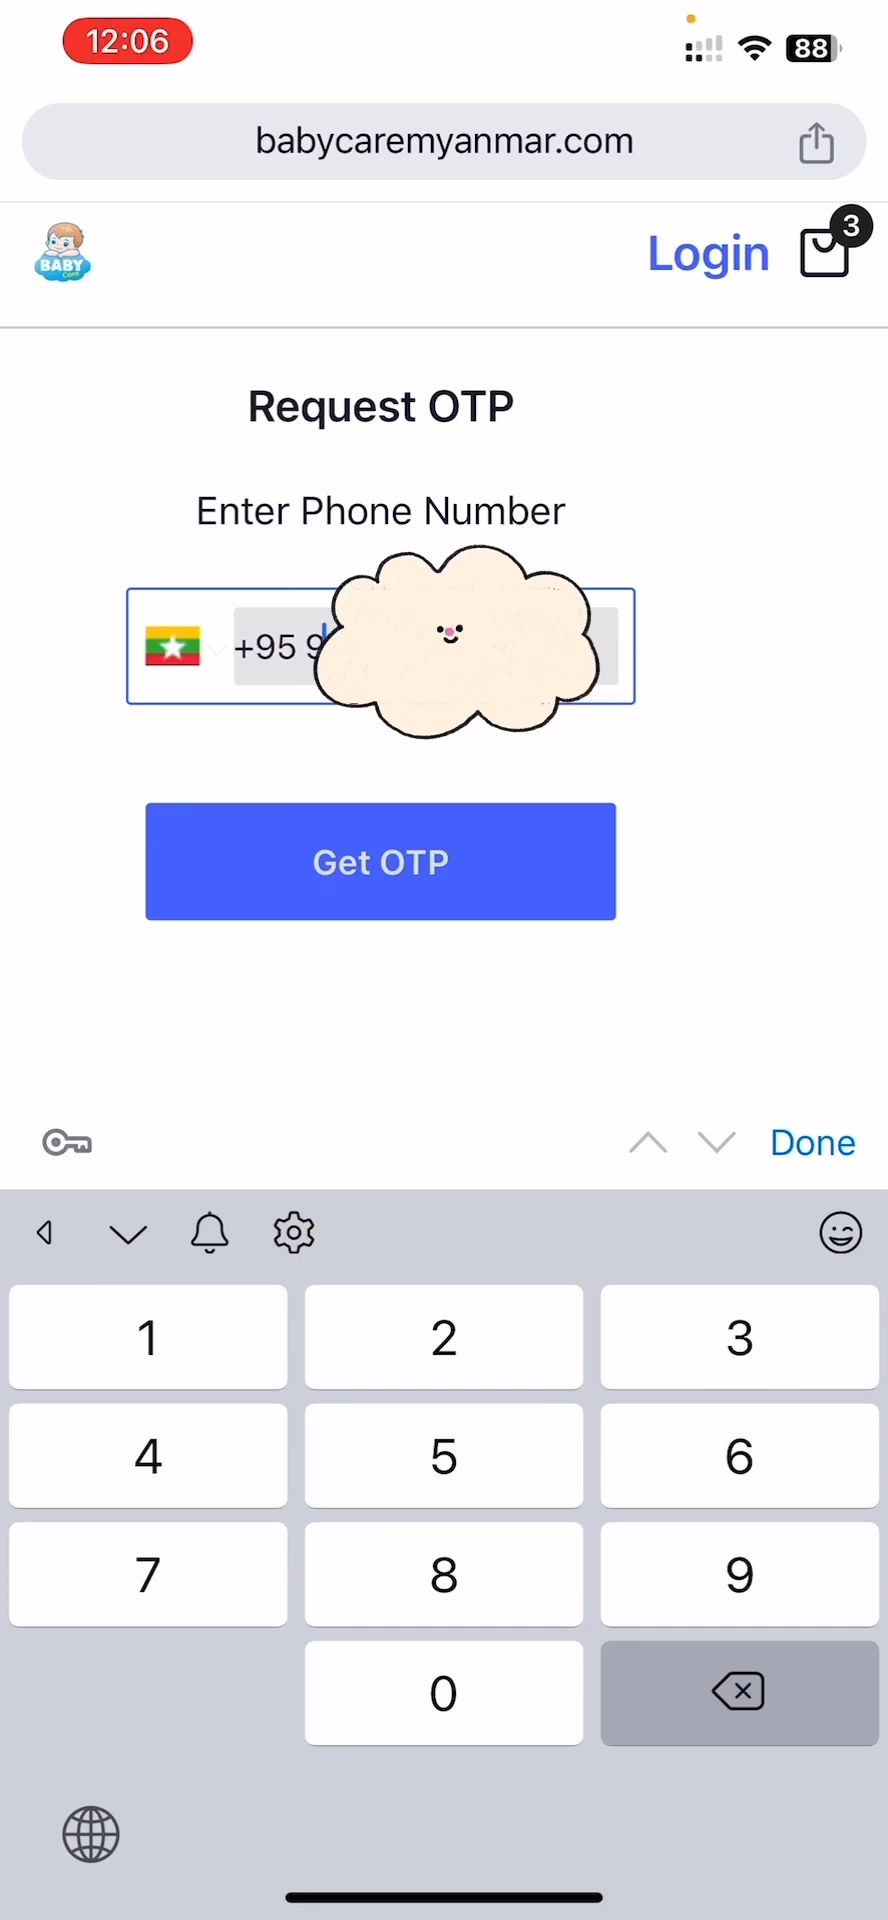 12:06
88
babycaremyanmar.com
BABY
Care
Login
3
Request OTP
Enter Phone Number
+95 9
Get OTP
Done
1 2 3
4 5 6
7 8 9
0